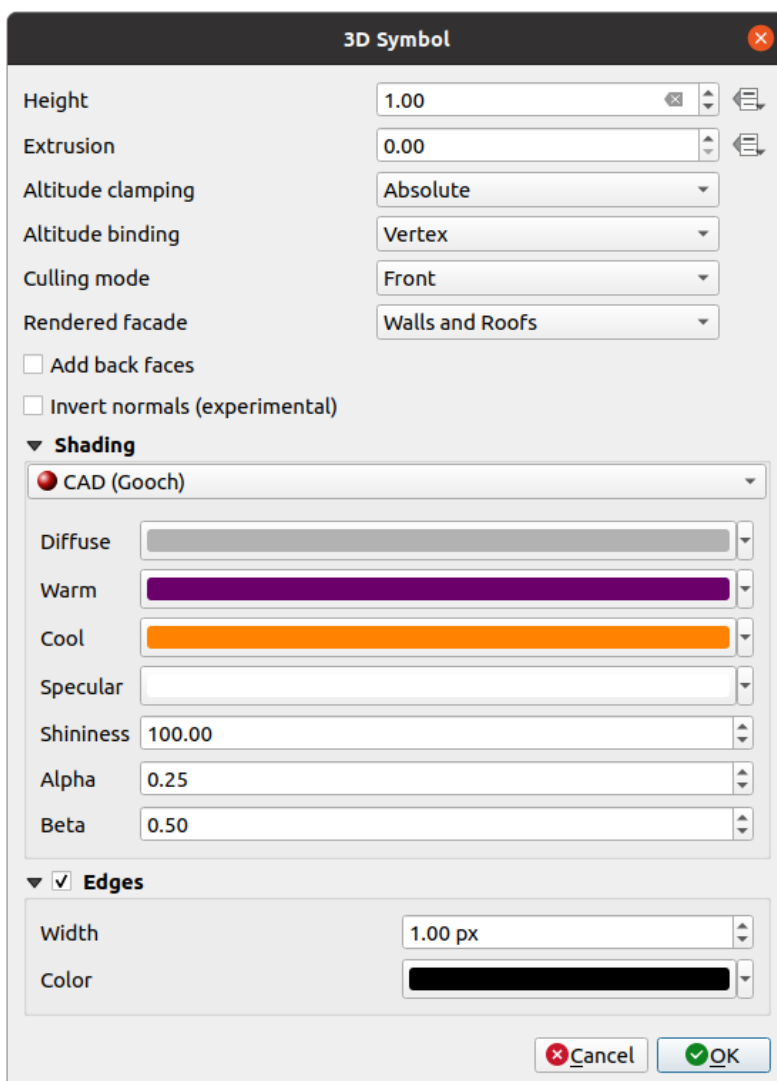 3D Symbol
Height 1.00
Extrusion 0.00
Altitude clamping Absolute
Altitude binding Vertex
Culling mode Front
Rendered facade Walls and Roofs
Add back faces
Invert normals (experimental)
Shading
CAD (Gooch)
Diffuse
Warm
Cool
Specular
Shininess 100.00
Alpha 0.25
Beta 0.50
Edges
Width 1.00 px
Color
Cancel OK